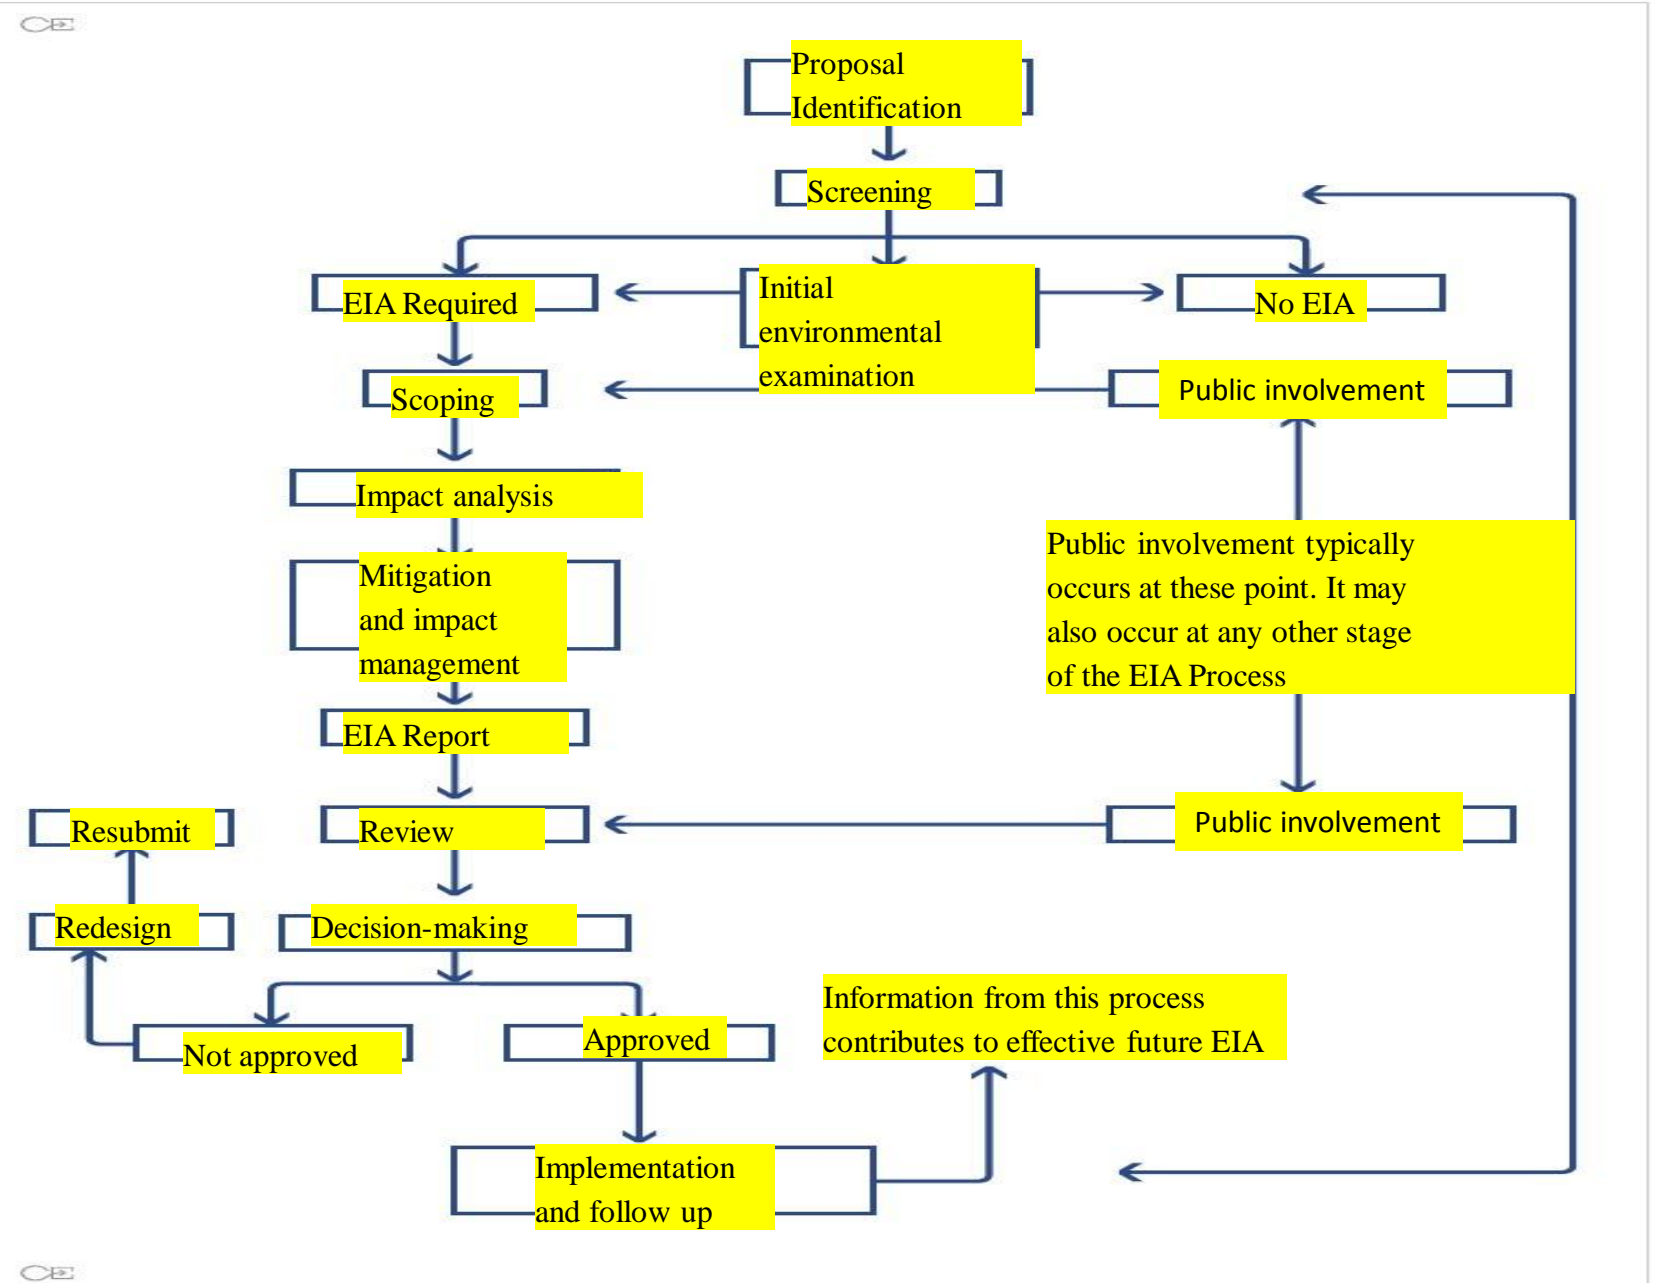 CE
Proposal
Identification
Screening
EIA Required
Initial
environmental
examination
No EIA
Scoping
Public involvement
Impact analysis
Mitigation
and impact
management
Public involvement typically
occurs at these point. It may
also occur at any other stage
of the EIA Process
EIA Report
Resubmit
Review
Public involvement
Redesign
Decision-making
Not approved
Approved
Information from this process
contributes to effective future EIA
Implementation
and follow up
CE